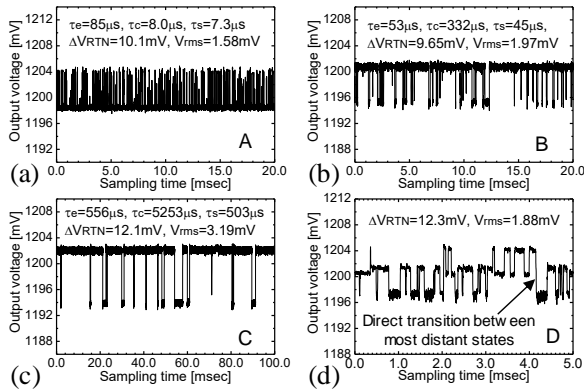 τe=85μs, τc=8.0μs, τs=7.3μs
ΔVRTN=10.1mV, Vrms=1.58mV
Output voltage [mV]
1212
1208
1204
1200
1196
1192
1188
0.0 5.0 10.0 15.0 20.0
Sampling time [msec]
A
(a)
τe=53μs, τc=332μs, τs=45μs
ΔVRTN=9.65mV, Vrms=1.97mV
Output voltage [mV]
1212
1208
1204
1200
1196
1192
1188
0.0 5.0 10.0 15.0 20.0
Sampling time [msec]
B
(b)
τe=556μs, τc=5253μs, τs=503μs
ΔVRTN=12.1mV, Vrms=3.19mV
Output voltage [mV]
1208
1204
1200
1196
1192
1188
0.0 20.0 40.0 60.0 80.0 100.0
Sampling time [msec]
C
(c)
ΔVRTN=12.3mV, Vrms=1.88mV
Output voltage [mV]
1212
1208
1204
1200
1196
1192
1188
0.0 1.0 2.0 3.0 4.0 5.0
Sampling time [msec]
Direct transition between
most distant states
D
(d)